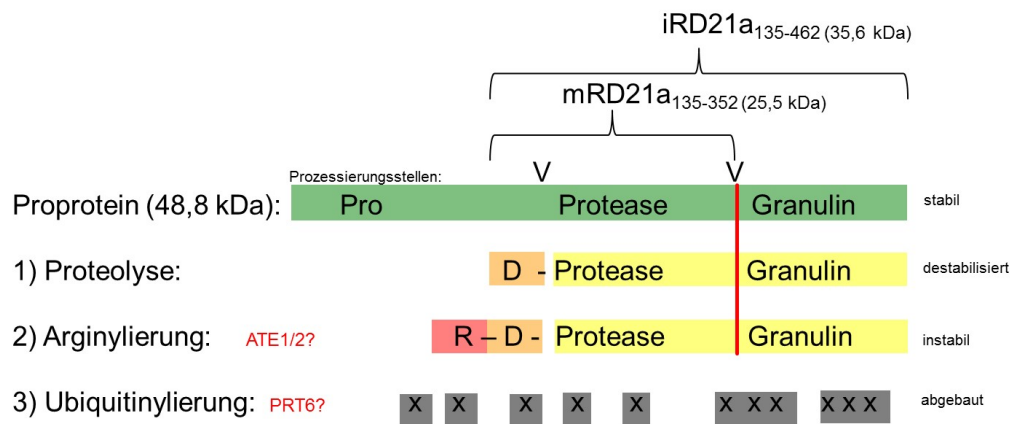 iRD21a135-462 (35,6 kDa)
mRD21a135-352 (25,5 kDa)
Prozessierungsstellen: V V
Proprotein (48,8 kDa): Pro Protease Granulin stabil
1) Proteolyse: D - Protease Granulin destabilisiert
2) Arginylierung: ATE1/2? R – D - Protease Granulin instabil
3) Ubiquitinylierung: PRT6? x x x x x x x x x x x abgebaut